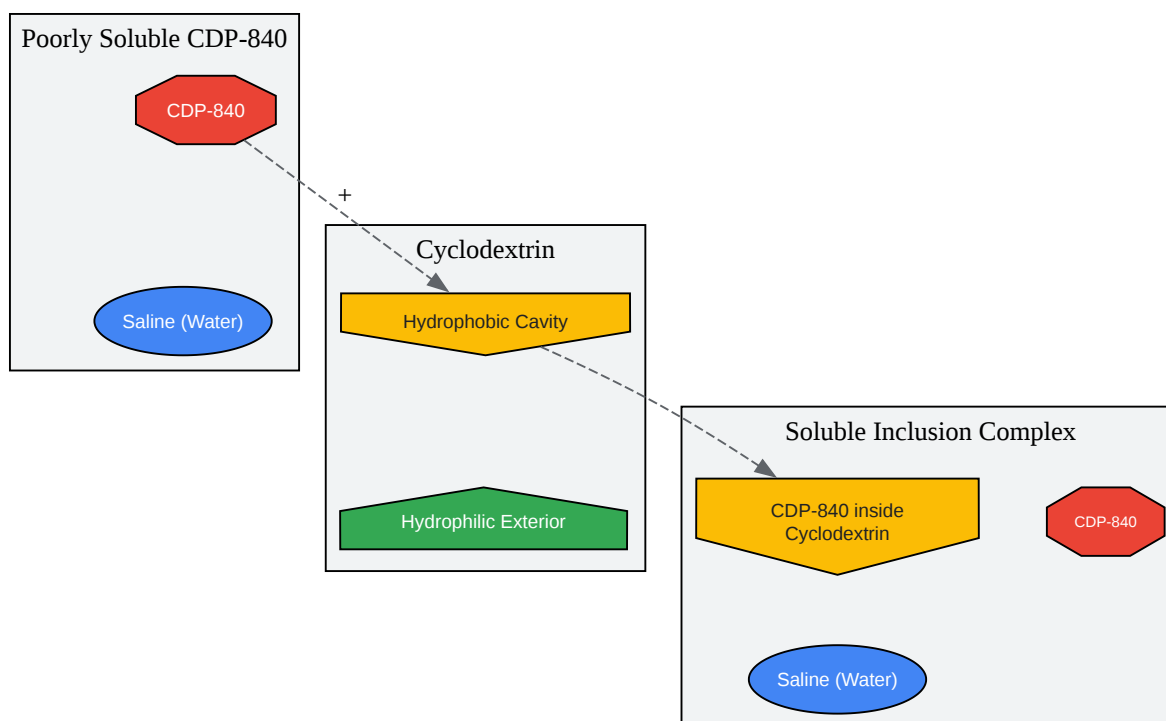 Poorly Soluble CDP-840
CDP-840
Saline (Water)
+
Cyclodextrin
Hydrophobic Cavity
Hydrophilic Exterior
Soluble Inclusion Complex
CDP-840 inside
Cyclodextrin
CDP-840
Saline (Water)